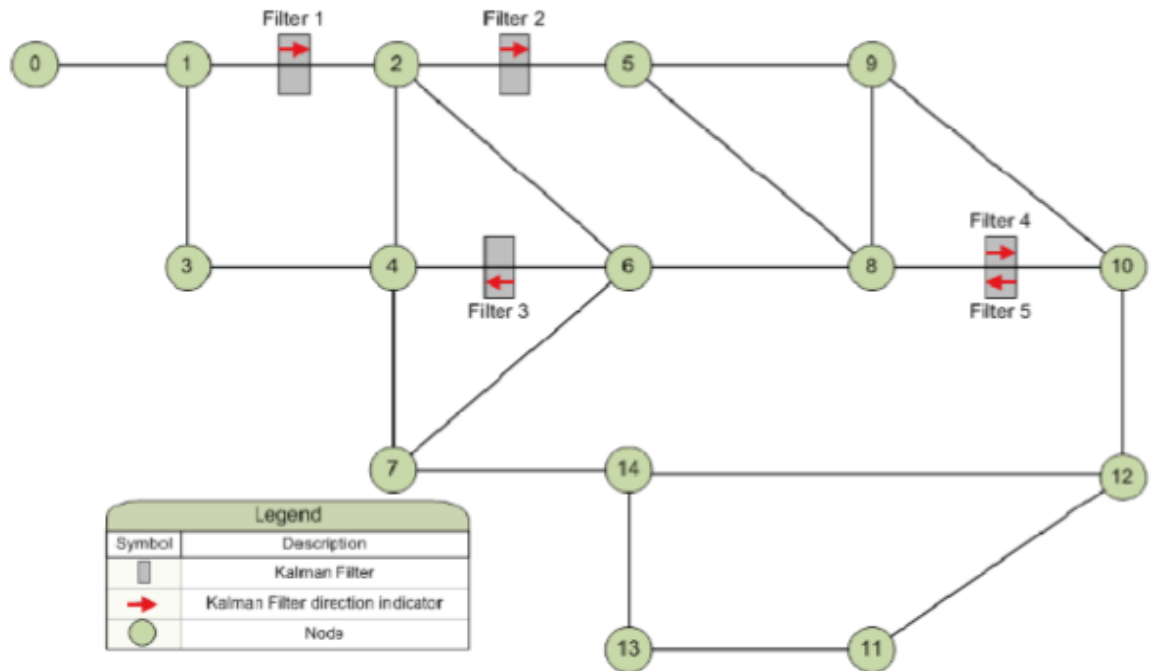 Filter 1
Filter 2
0
1
2
5
9
Filter 4
3
4
6
8
10
Filter 3
Filter 5
7
14
12
Legend
Symbol
Description
Kalman Filter
Kalman Filter direction indicator
Node
13
11